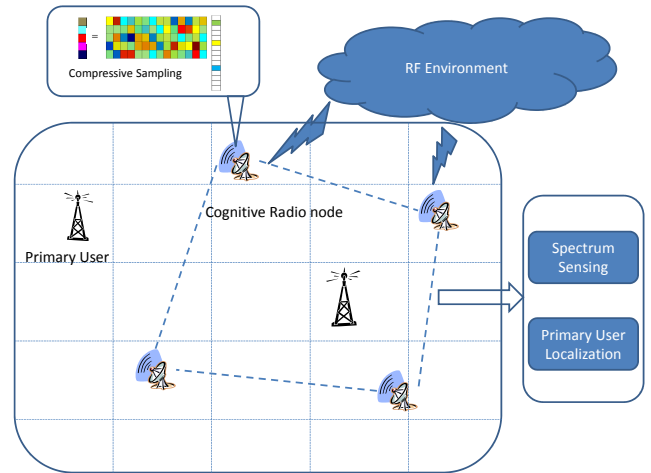 =
Compressive Sampling
RF Environment
Cognitive Radio node
Primary User
Spectrum
Sensing
Primary User
Localization